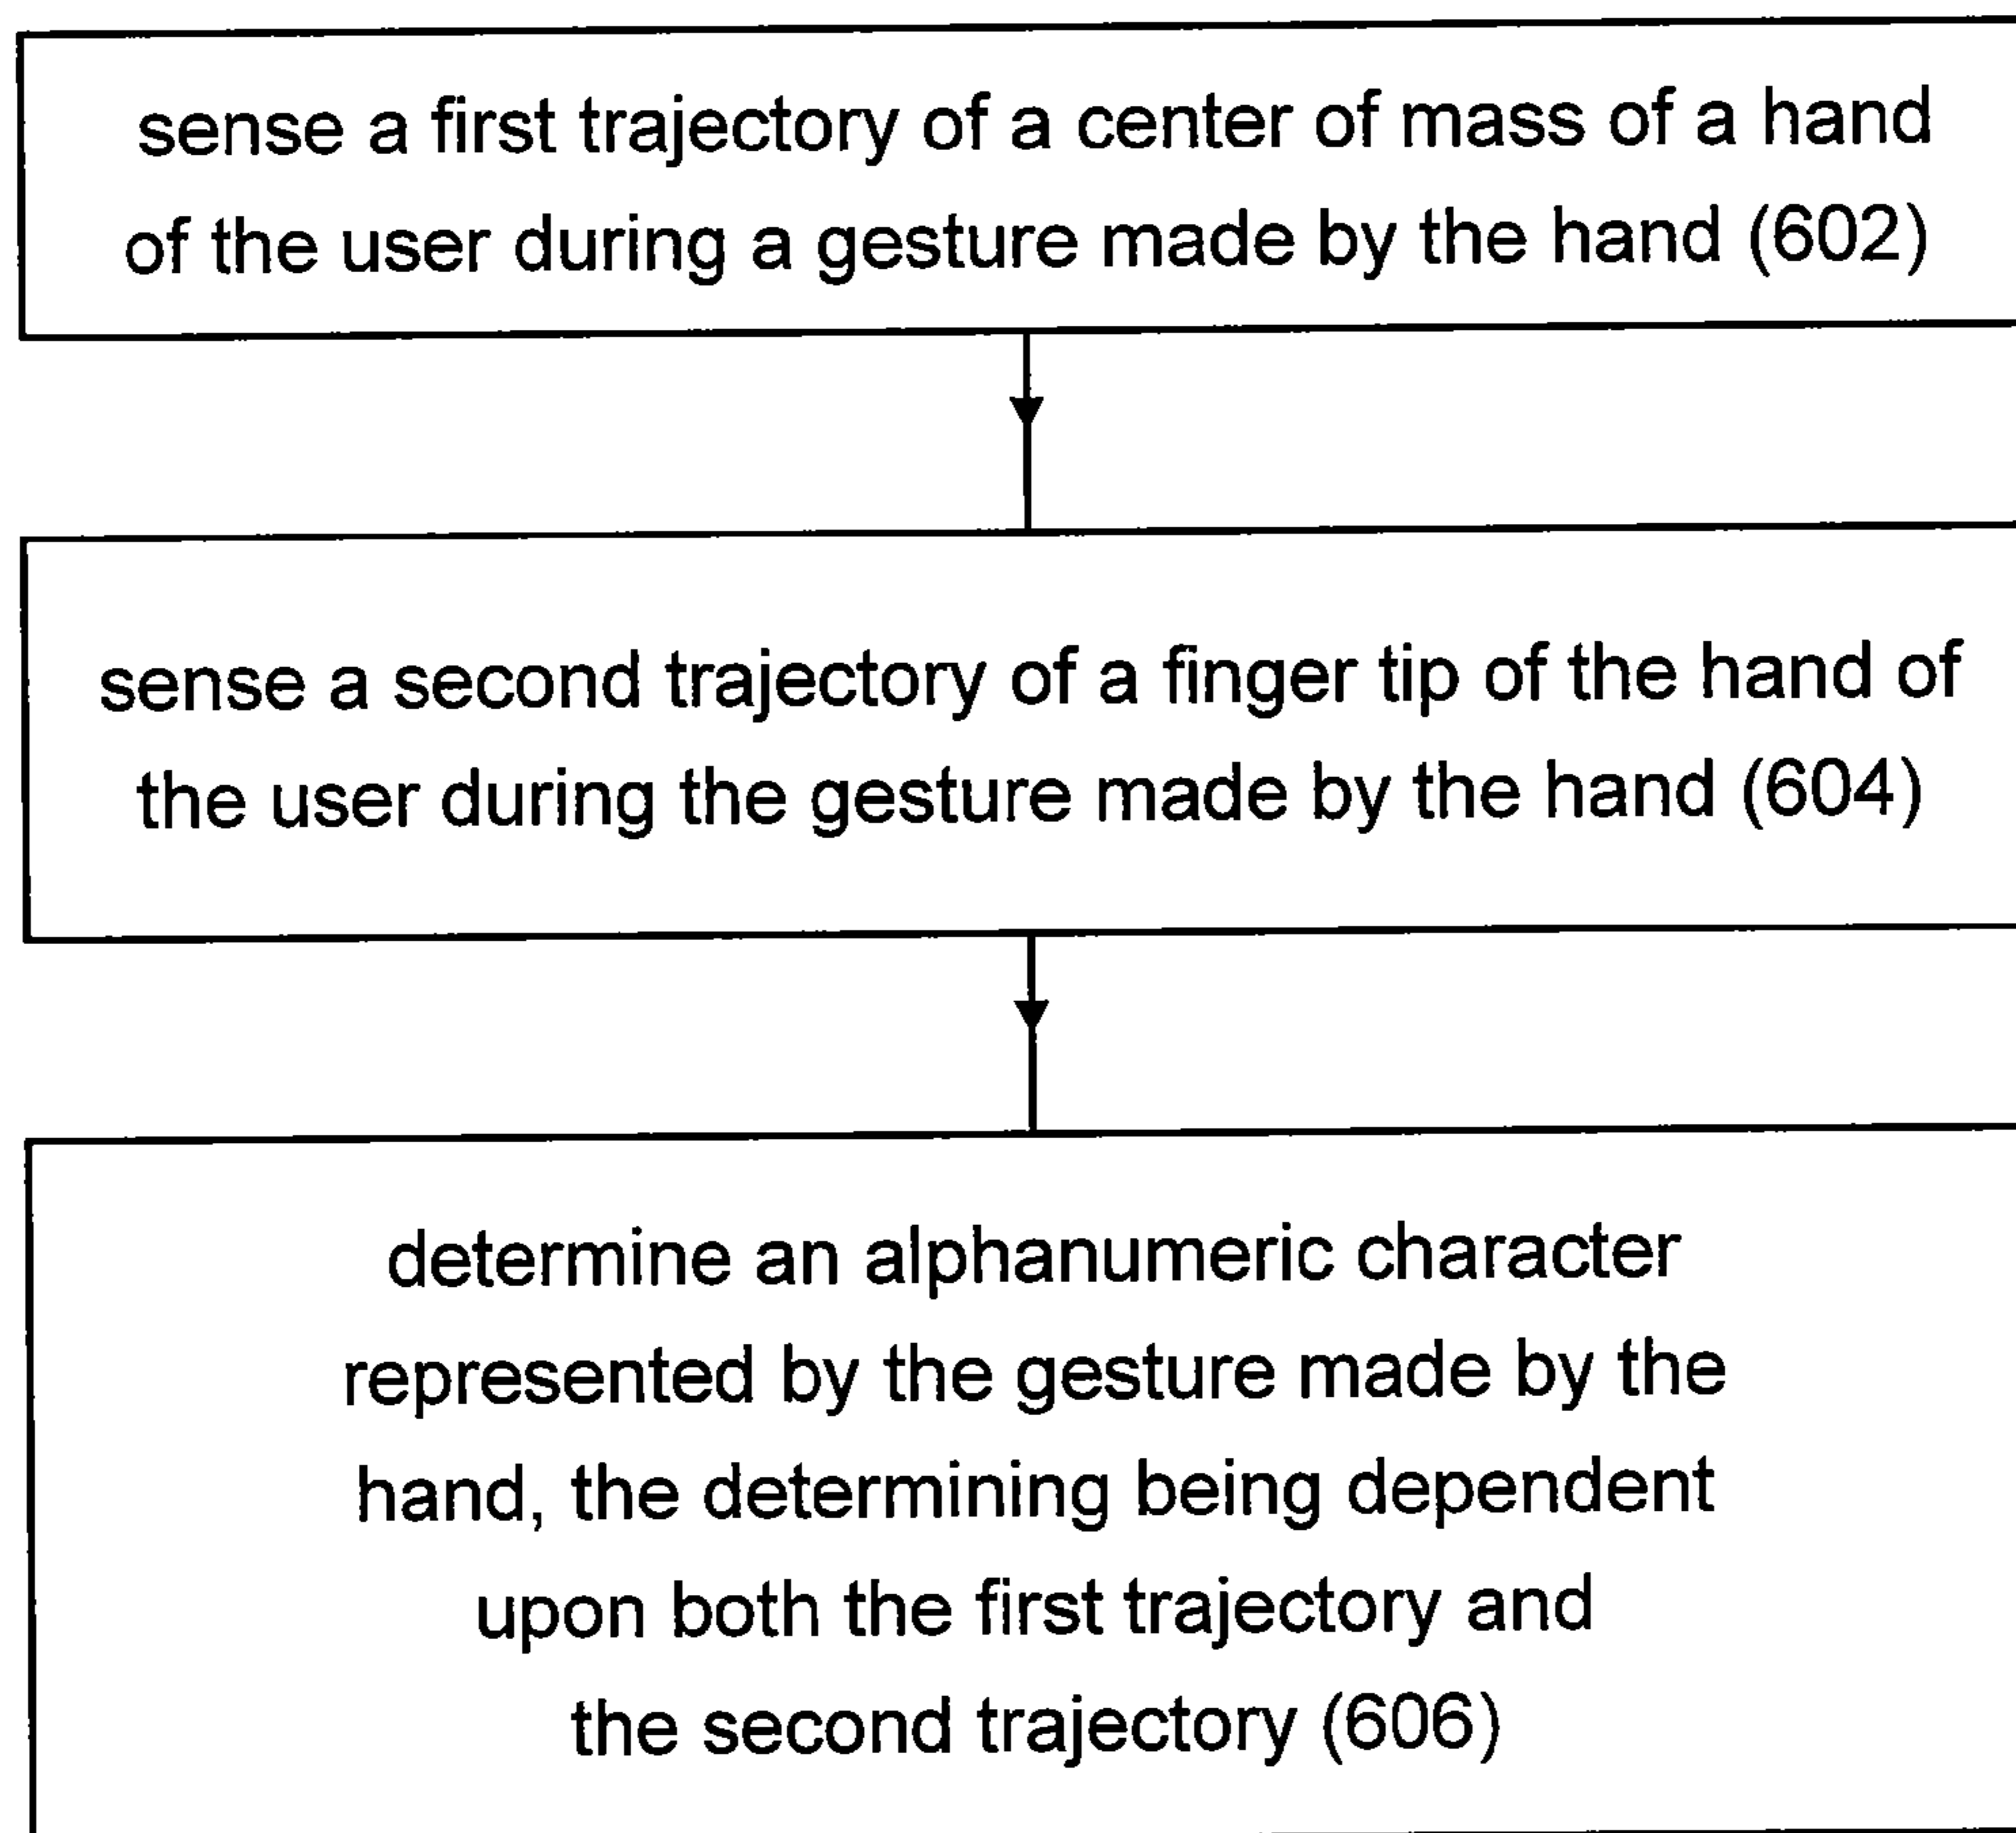 sense a first trajectory of a center of mass of a hand
of the user during a gesture made by the hand (602)
sense a second trajectory of a finger tip of the hand of
the user during the gesture made by the hand (604)
determine an alphanumeric character
represented by the gesture made by the
hand, the determining being dependent
upon both the first trajectory and
the second trajectory (606)